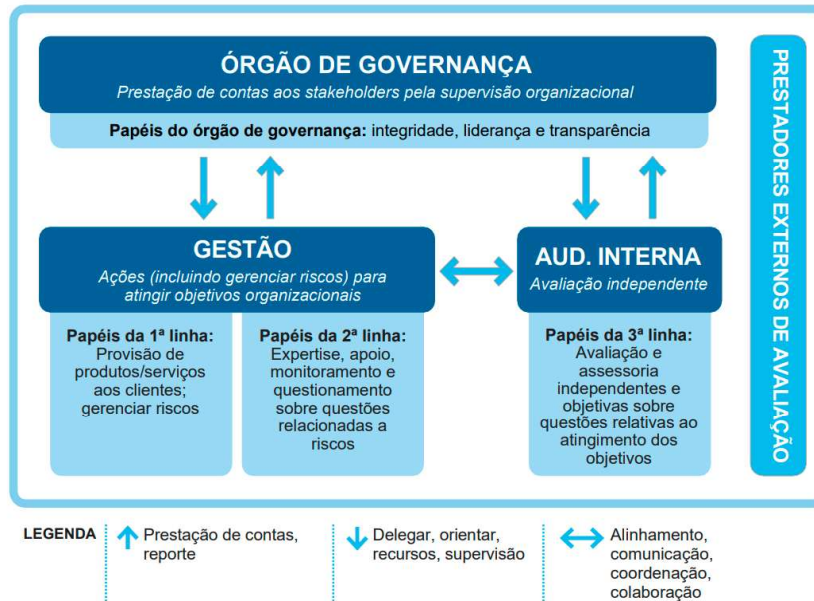 ÓRGÃO DE GOVERNANÇA
Prestação de contas aos stakeholders pela supervisão organizacional
Papéis do órgão de governança: integridade, liderança e transparência
GESTÃO
Ações (incluindo gerenciar riscos) para
atingir objetivos organizacionais
Papéis da 1ª linha:
Provisão de
produtos/serviços
aos clientes;
gerenciar riscos
Papéis da 2ª linha:
Expertise, apoio,
monitoramento e
questionamento
sobre questões
relacionadas a
riscos
AUD. INTERNA
Avaliação independente
Papéis da 3ª linha:
Avaliação e
assessoria
independentes e
objetivas sobre
questões relativas ao
atingimento dos
objetivos
PRESTADORES EXTERNOS DE AVALIAÇÃO
LEGENDA
Prestação de contas,
reporte
Delegar, orientar,
recursos, supervisão
Alinhamento,
comunicação,
coordenação,
colaboração